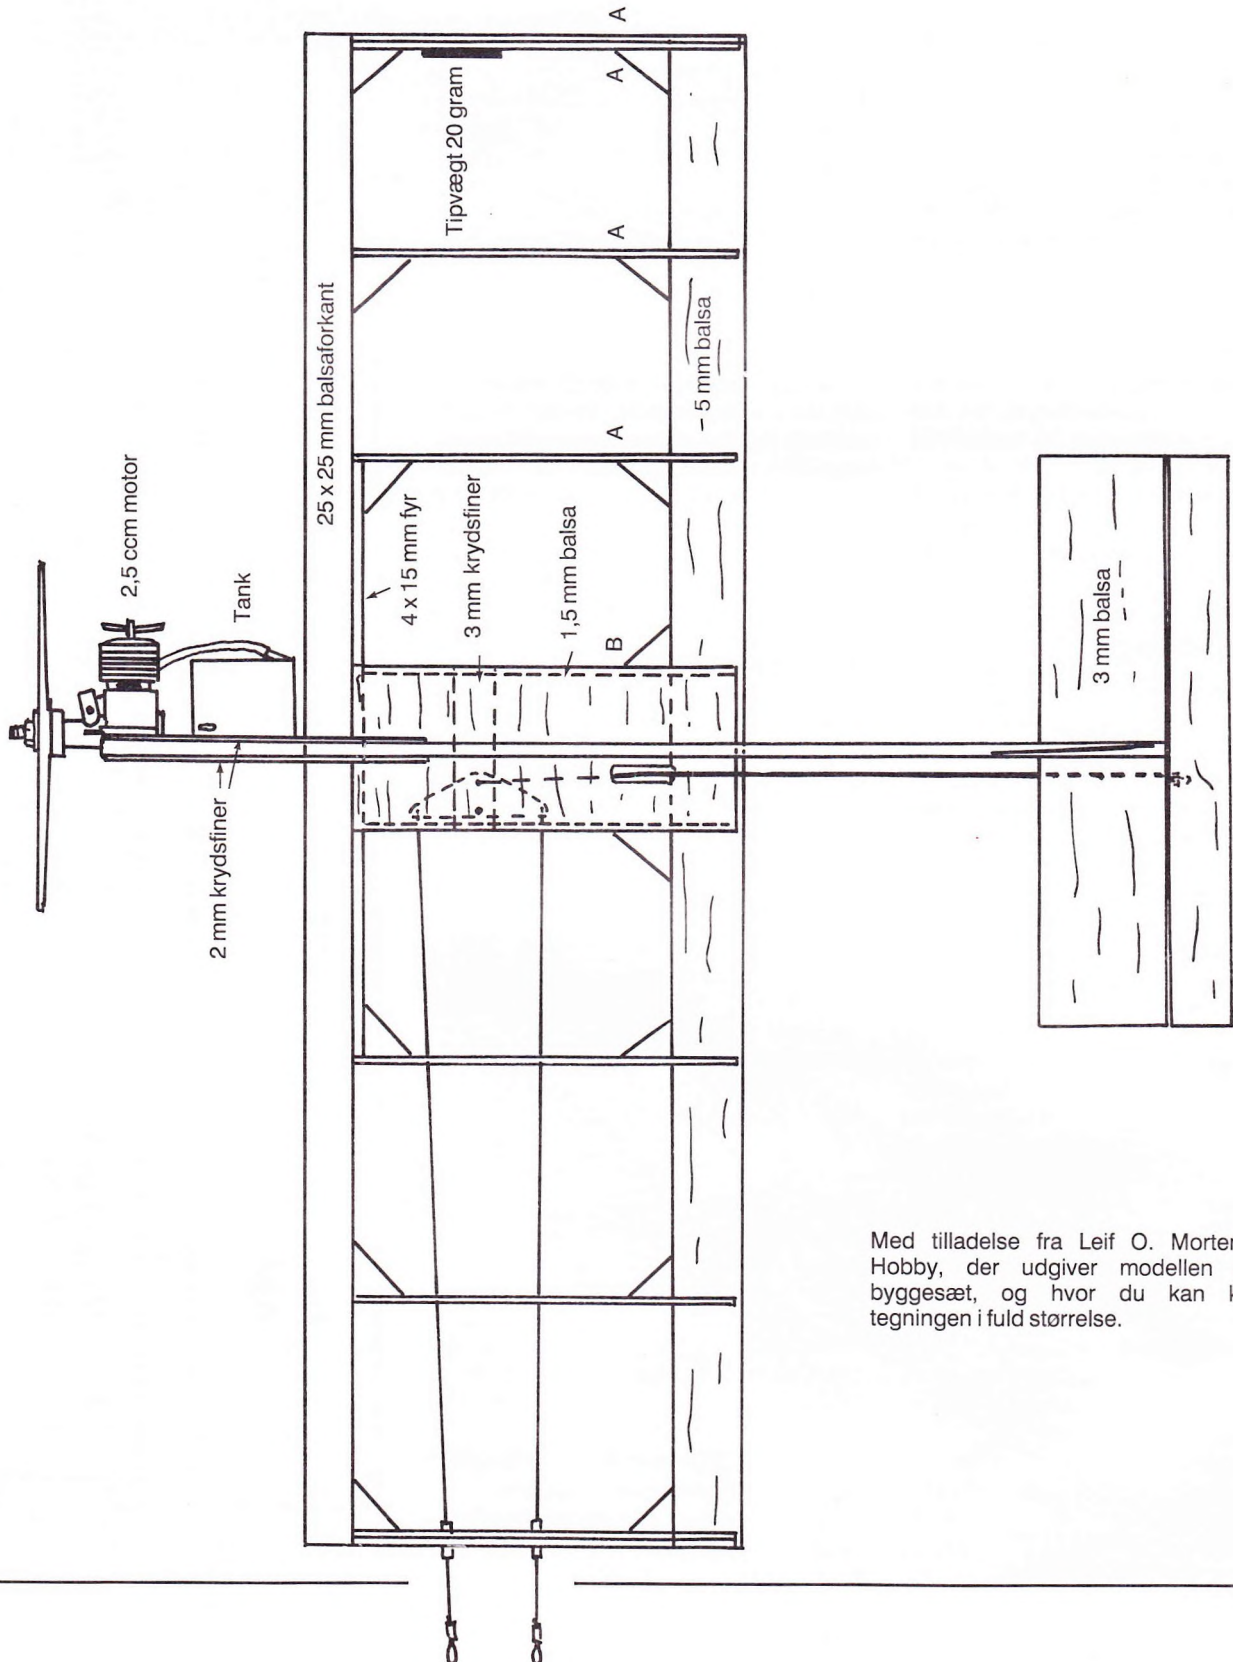 A
A
Tipvægt 20 gram
A
25 x 25 mm balsaforkant
5 mm balsa
A
2,5 ccm motor
4 x 15 mm fyr
3 mm krydsfiner
Tank
1,5 mm balsa
B
3 mm balsa
2 mm krydsfiner
Med tilladelse fra Leif O.
Hobby, der udgiver modellen
byggesæt, og hvor du kan
tegningen i fuld størrelse.